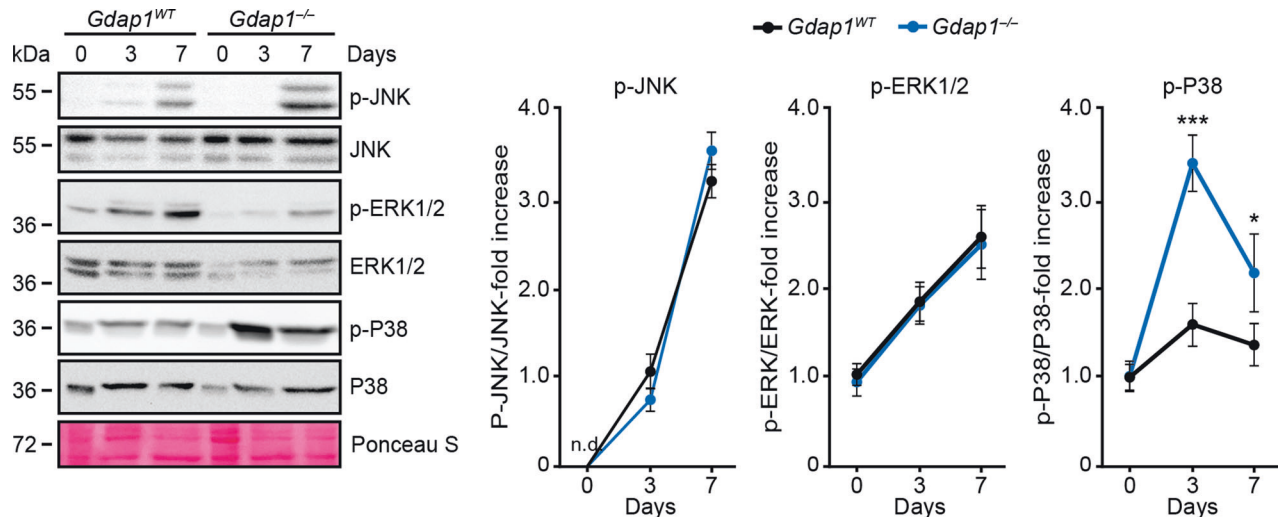 Gdap1WT Gdap1–/–
kDa 0 3 7 0 3 7 Days
55 p-JNK
55 JNK
36 p-ERK1/2
36 ERK1/2
36 p-P38
36 P38
72 Ponceau S
Gdap1WT Gdap1–/–
p-JNK
P-JNK/JNK-fold increase
4.0
3.0
2.0
1.0
0
n.d
0 3 7
Days
p-ERK1/2
p-ERK/ERK-fold increase
4.0
3.0
2.0
1.0
0
0 3 7
Days
p-P38
p-P38/P38-fold increase
4.0
3.0
2.0
1.0
0
***
*
0 3 7
Days